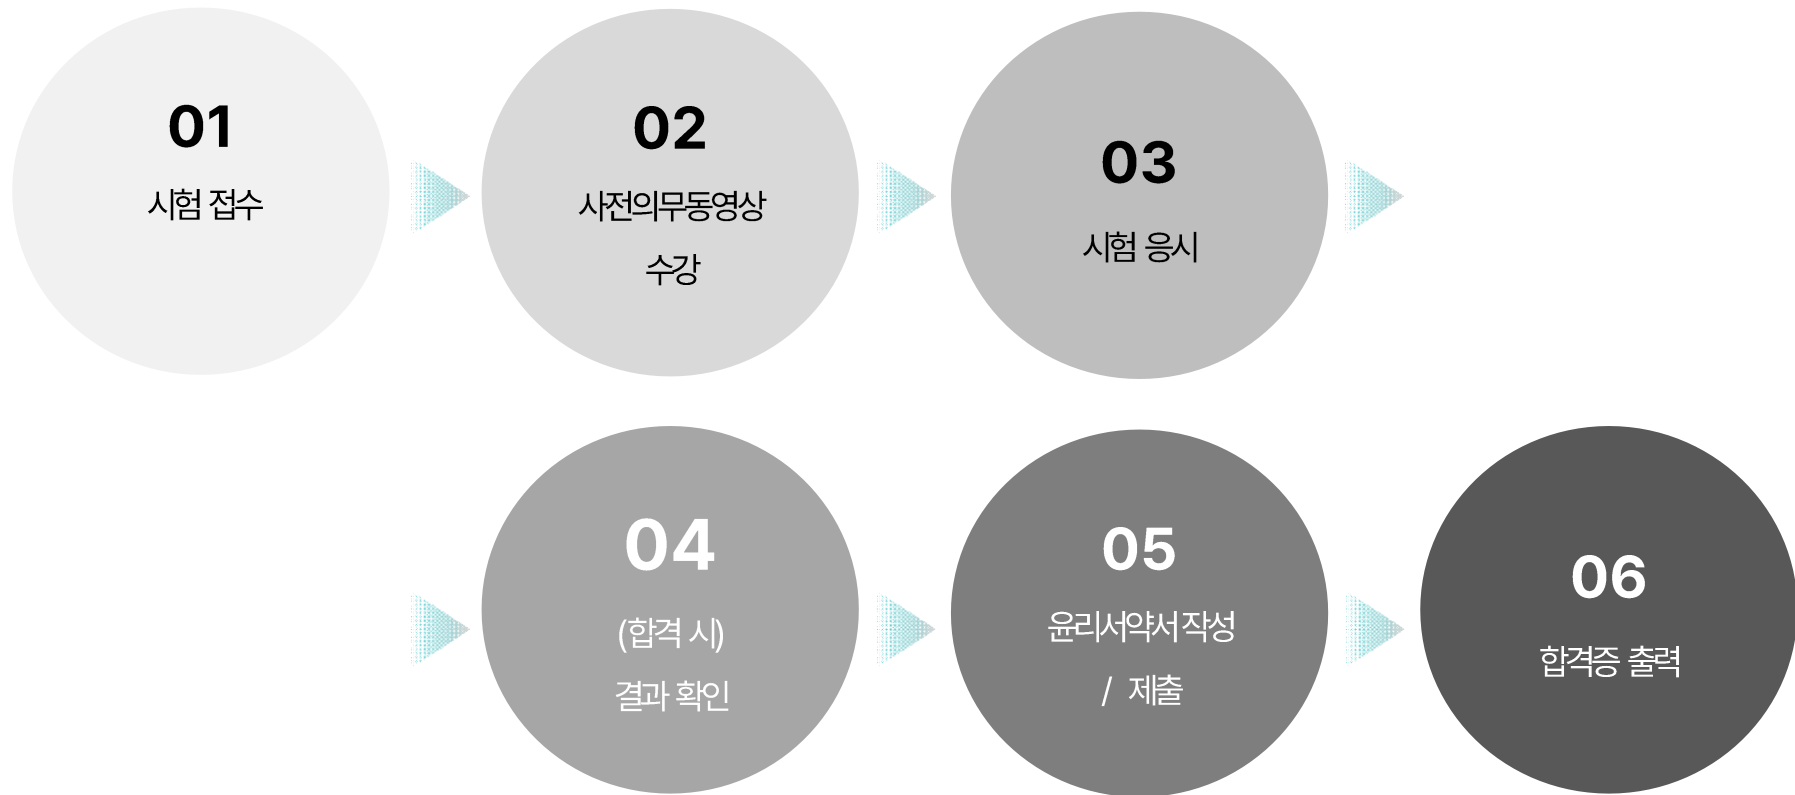 01
시험 접수
02
사전의무동영상
수강
03
시험 응시
04
(합격 시)
결과 확인
05
윤리서약서 작성
/ 제출
06
합격증 출력